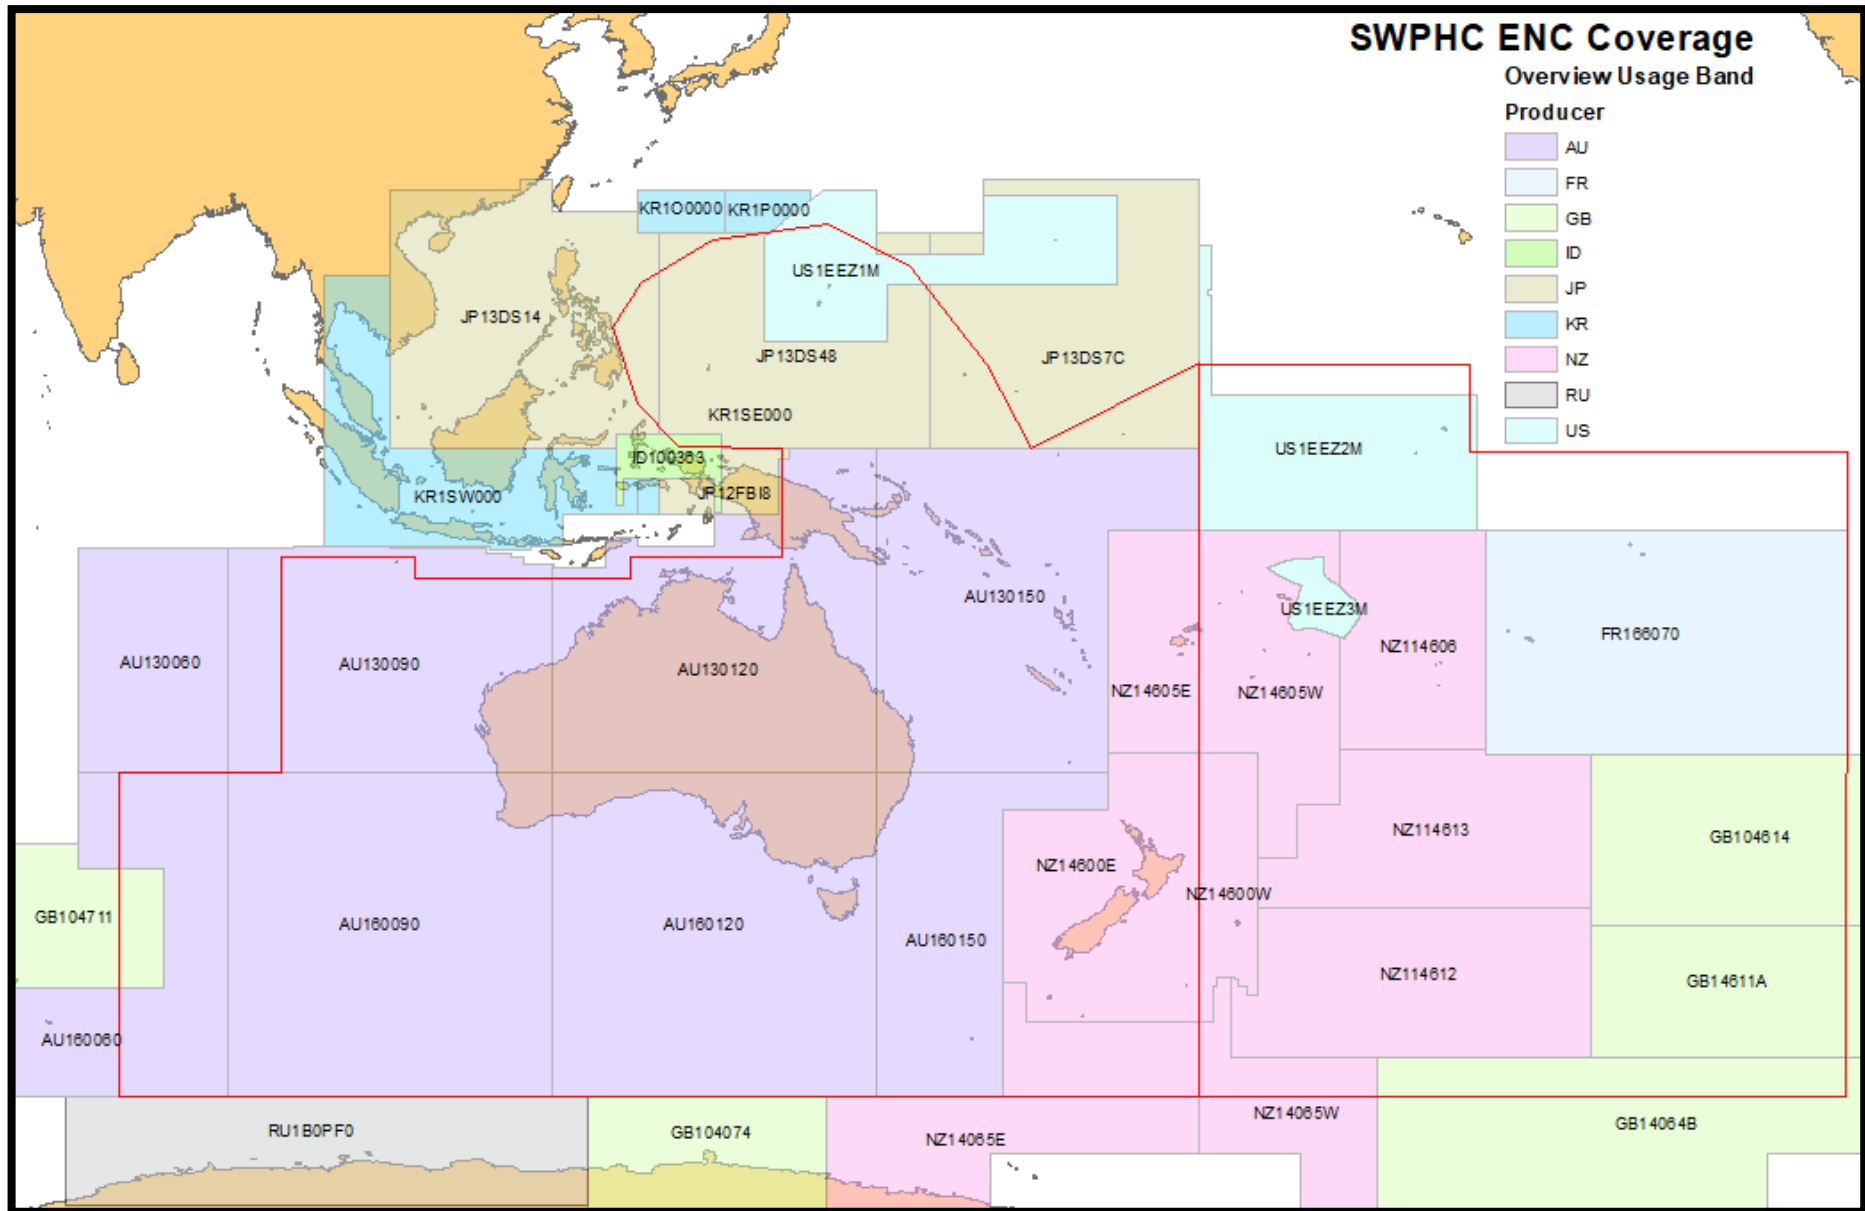 SWPHC ENC Coverage
Overview Usage Band
Producer
AU
FR
GB
ID
JP
KR
NZ
RU
US
KR1O0000
KR1P0000
US1EEZ1M
JP13DS14
JP13DS48
JP13DS7C
KR1SE000
US1EEZ2M
ID100363
JP12FBI8
KR1SW000
AU130150
US1EEZ3M
FR166070
NZ114606
AU130060
AU130090
AU130120
NZ14605E
NZ14605W
NZ114613
GB104614
NZ14600E
NZ14600W
GB104711
AU160090
AU160120
AU160150
NZ114612
GB14611A
AU160060
RU1B0PF0
GB104074
NZ14065E
NZ14065W
GB14064B